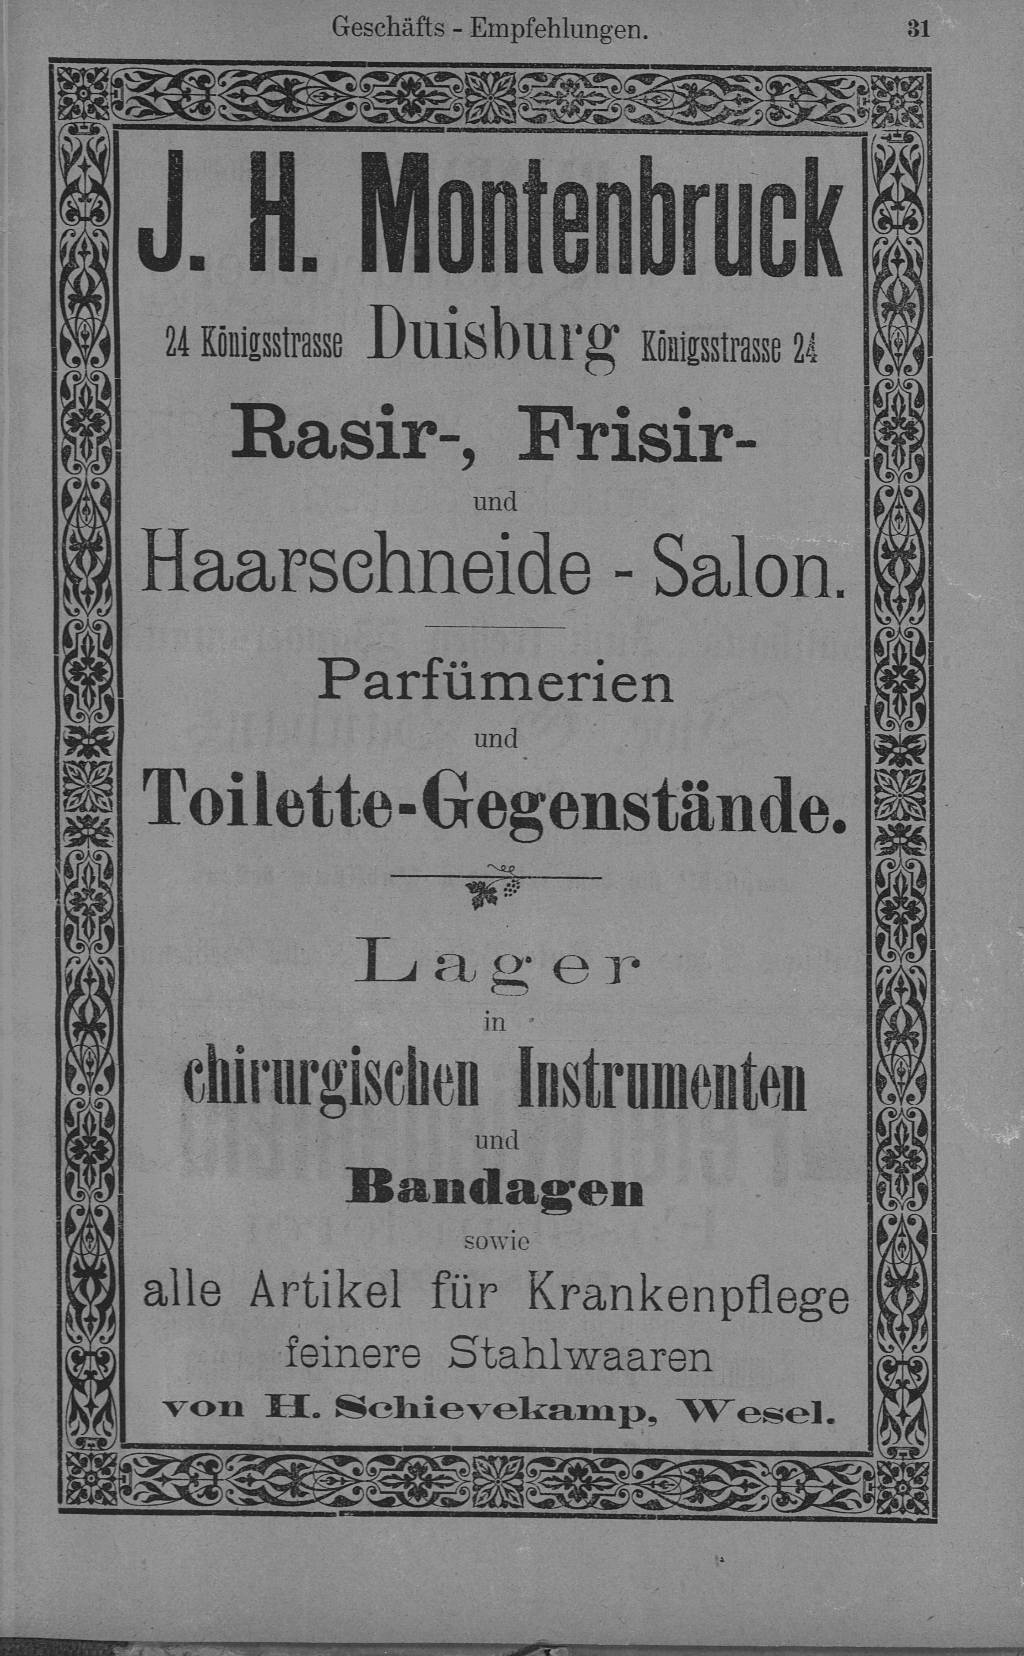 Geschäfts - Empfehlungen. 31
J. H. Montenbruck
24 Königsstrasse Duisburg Königsstrasse 24
Rasir-, Frisir-
und
Haarschneide - Salon.
Parfümerien
und
Toilette-Gegenstände.
Lager
in
chirurgischen Instrumenten
und
Bandagen
sowie
alle Artikel für Krankenpflege
feinere Stahlwaaren
von H. Schievekamp, Wesel.